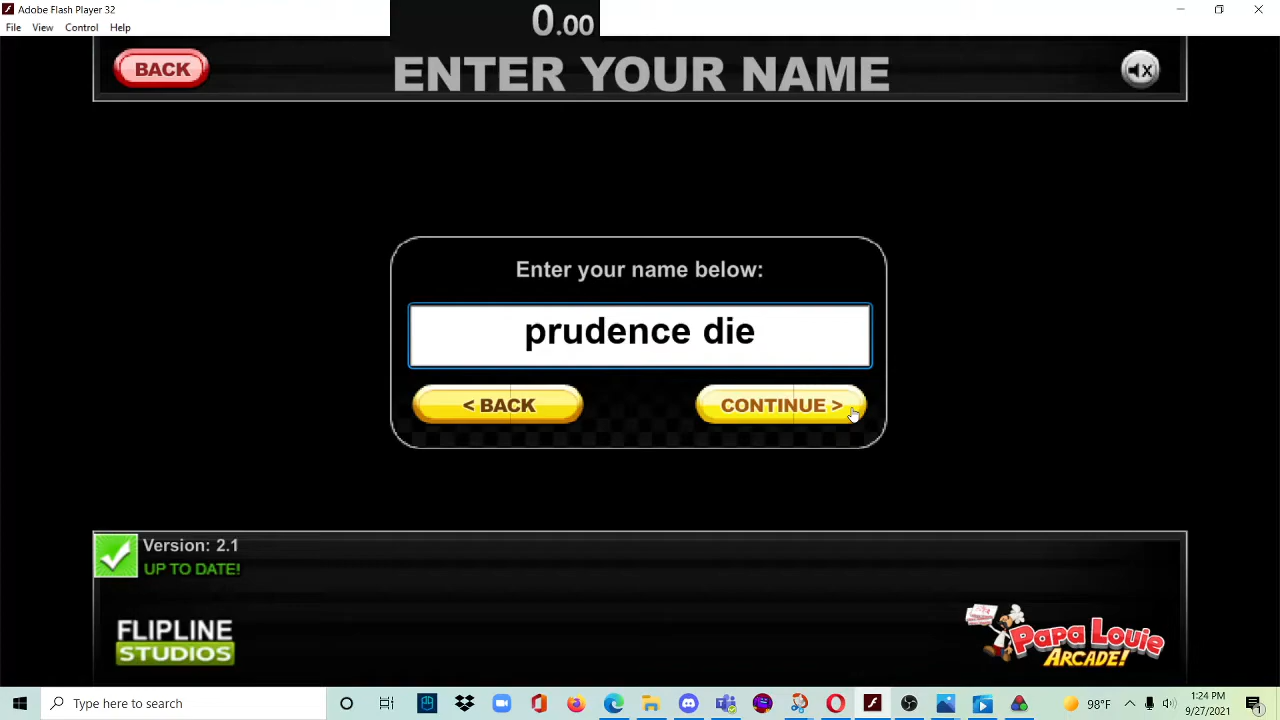 Adobe Flash Player 32
File View Control Help
0.00
BACK
ENTER YOUR NAME
Enter your name below:
prudence die
< BACK
CONTINUE >
Version: 2.1
UP TO DATE!
FLIPLINE
STUDIOS
Papa Louie
ARCADE!
Type here to search
98°F
1:24 PM
9/27/2021